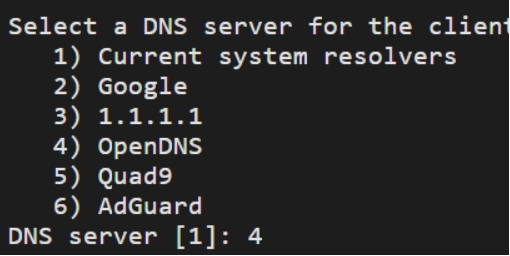 Select a DNS server for the client
1) Current system resolvers
2) Google
3) 1.1.1.1
4) OpenDNS
5) Quad9
6) AdGuard
DNS server [1]: 4